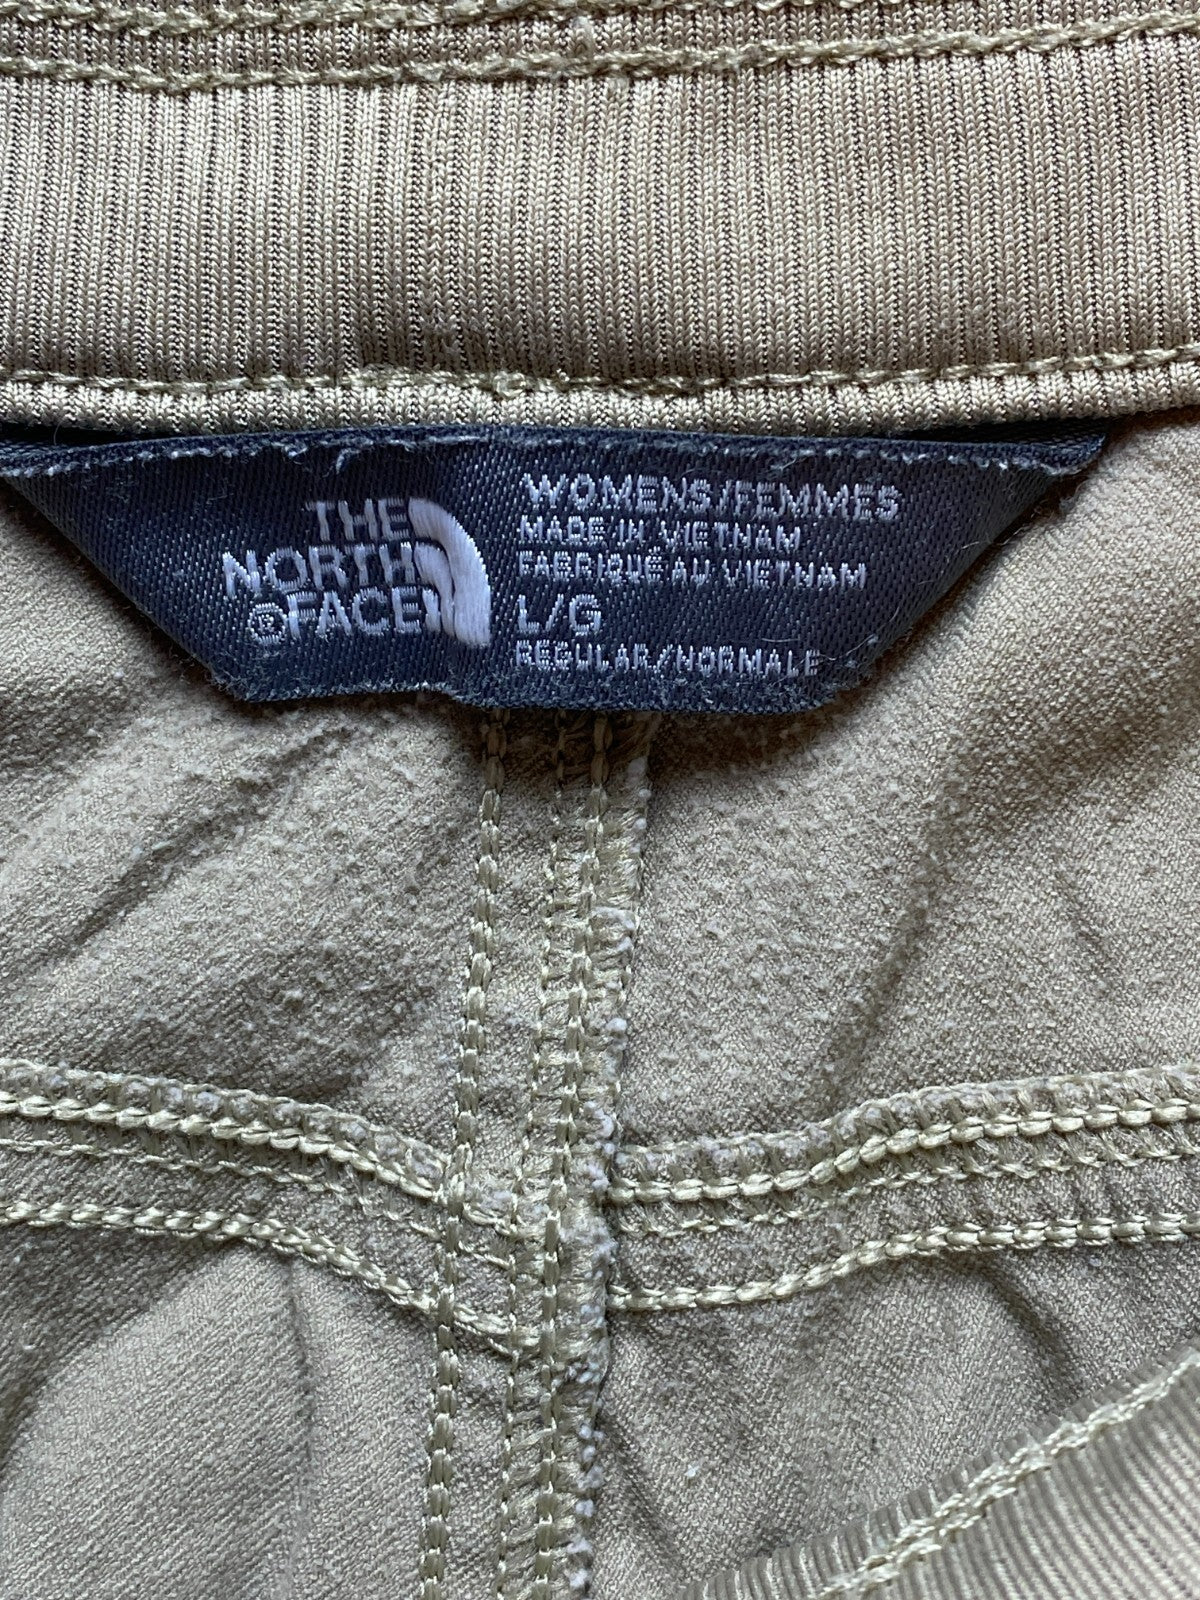 THE
NORTH
®FACE
WOMENS/FEMMES
MADE IN VIETNAM
FABRIQUÉ AU VIETNAM
L/G
REGULAR/NORMALE